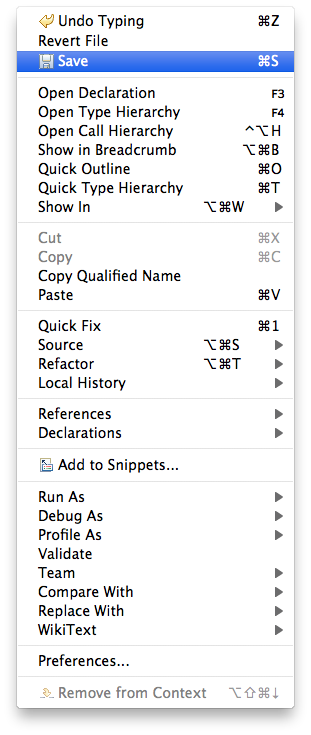 Undo Typing ⌘Z
Revert File
Save ⌘S
Open Declaration F3
Open Type Hierarchy F4
Open Call Hierarchy ^⌥H
Show in Breadcrumb ⌥⌘B
Quick Outline ⌘O
Quick Type Hierarchy ⌘T
Show In ⌥⌘W ▶
Cut ⌘X
Copy ⌘C
Copy Qualified Name
Paste ⌘V
Quick Fix ⌘1
Source ⌥⌘S ▶
Refactor ⌥⌘T ▶
Local History ▶
References ▶
Declarations ▶
Add to Snippets...
Run As ▶
Debug As ▶
Profile As ▶
Validate
Team ▶
Compare With ▶
Replace With ▶
WikiText ▶
Preferences...
Remove from Context ⌥⇧⌘↓